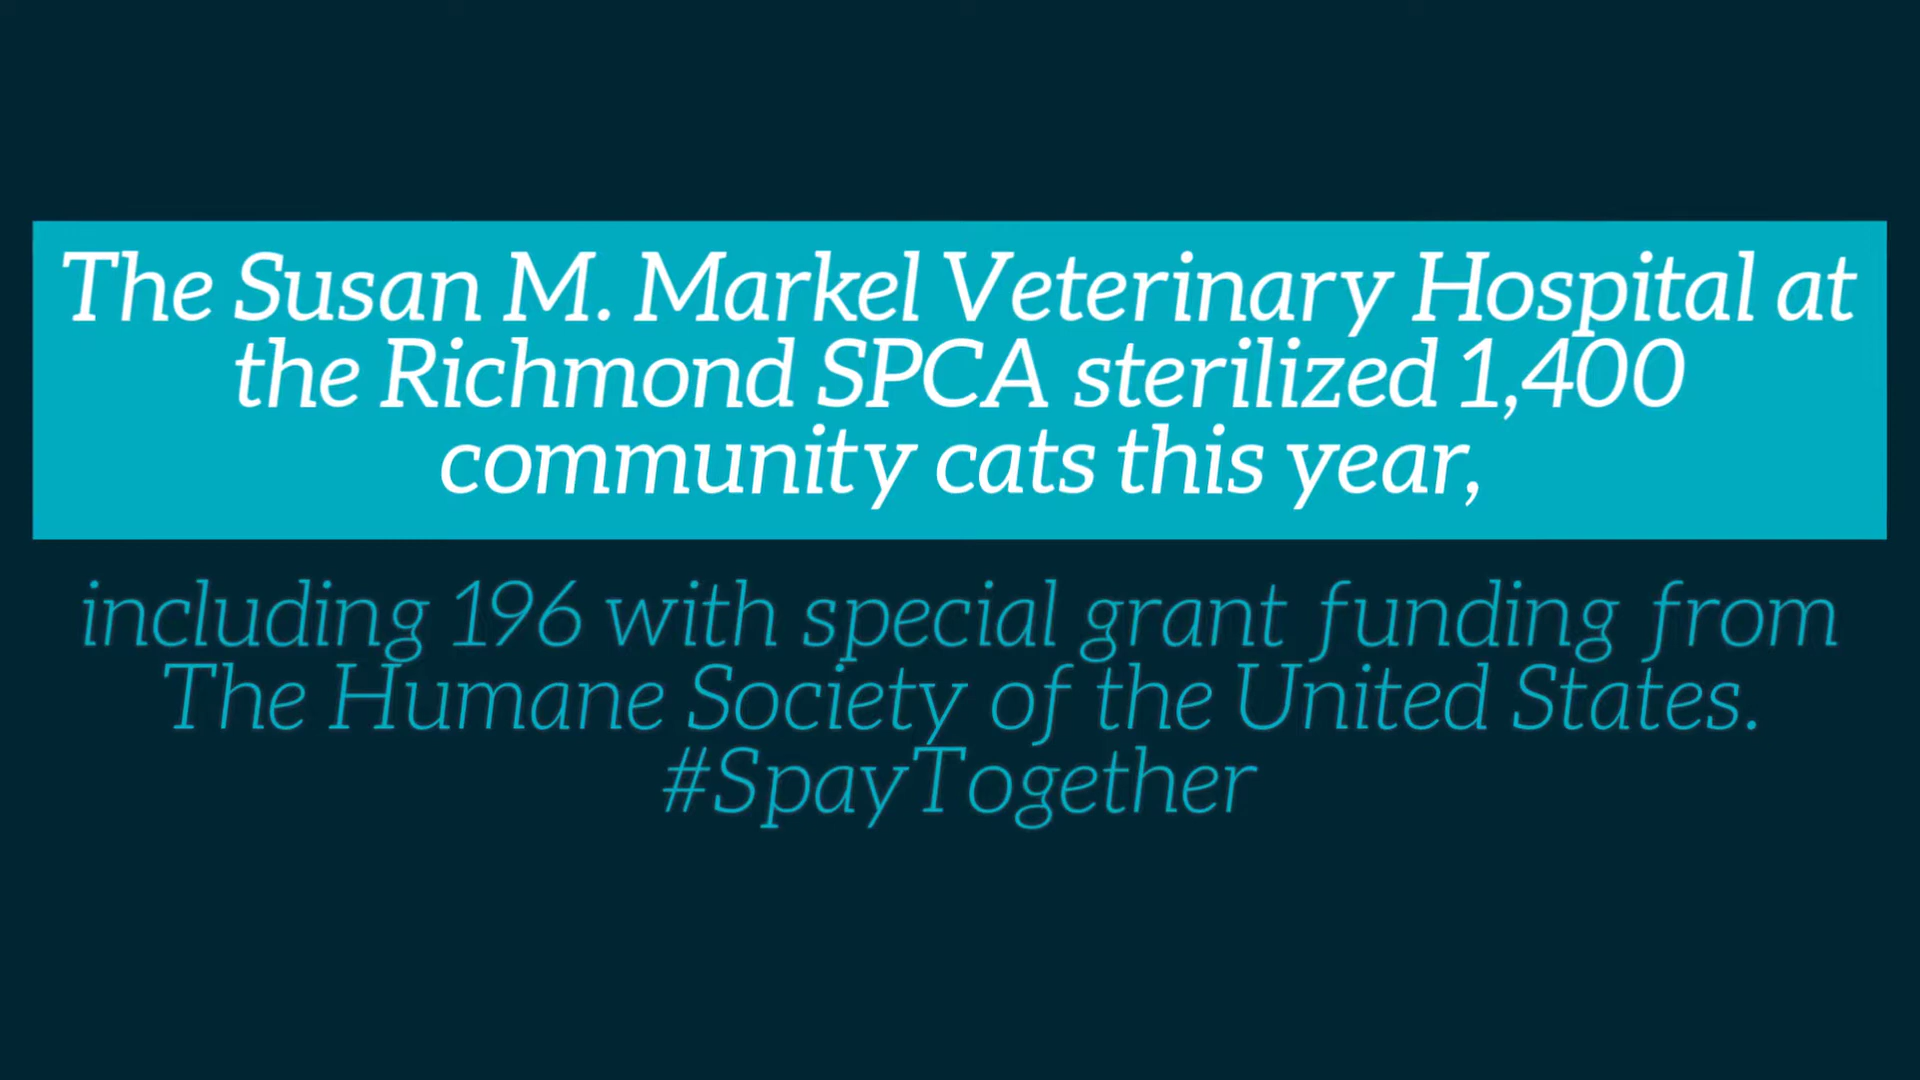 The Susan M. Markel Veterinary Hospital at
the Richmond SPCA sterilized 1,400
community cats this year,
including 196 with special grant funding from
The Humane Society of the United States.
#SpayTogether